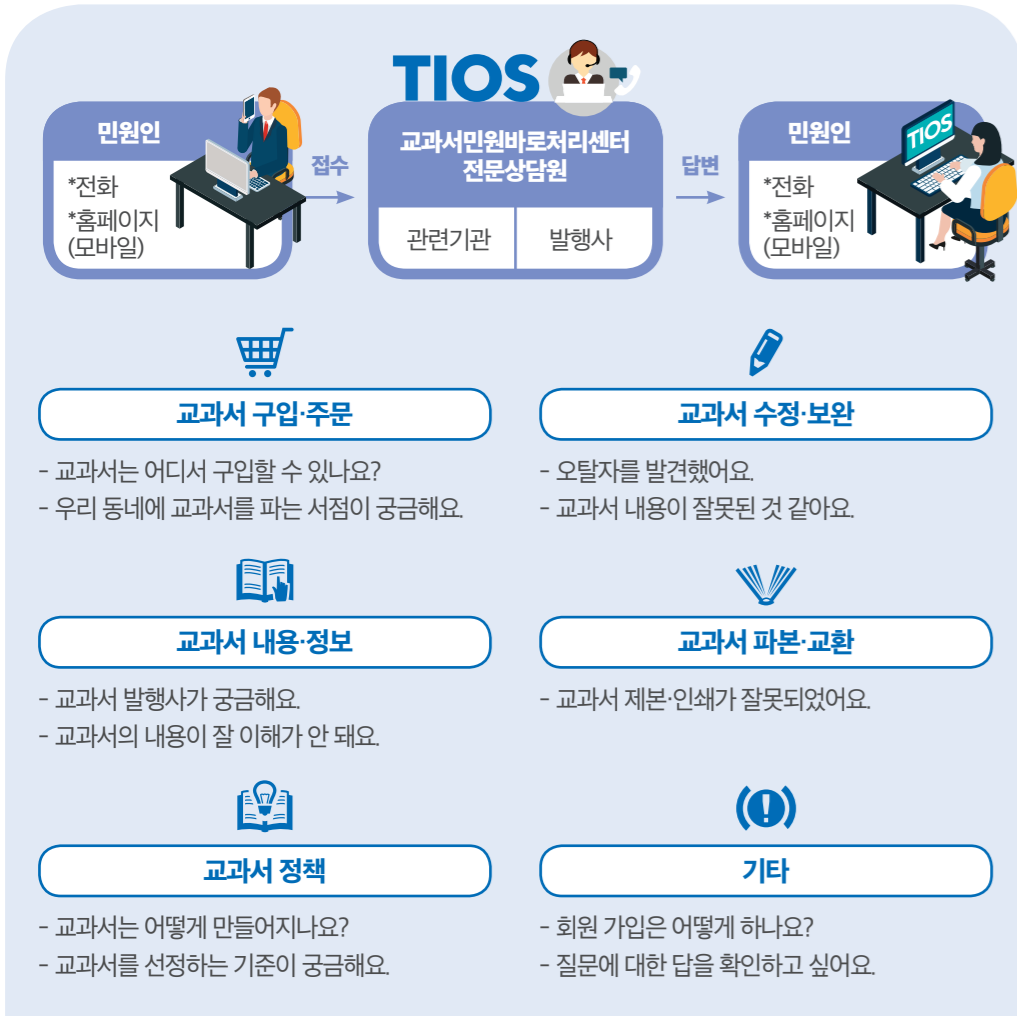 TIOS
민원인
*전화
*홈페이지
(모바일)
접수
교과서민원바로처리센터
전문상담원
관련기관
발행사
답변
민원인
*전화
*홈페이지
(모바일)
TIOS
교과서 구입·주문
- 교과서는 어디서 구입할 수 있나요?
- 우리 동네에 교과서를 파는 서점이 궁금해요.
교과서 수정·보완
- 오탈자를 발견했어요.
- 교과서 내용이 잘못된 것 같아요.
교과서 내용·정보
- 교과서 발행사가 궁금해요.
- 교과서의 내용이 잘 이해가 안 돼요.
교과서 파본·교환
- 교과서 제본·인쇄가 잘못되었어요.
교과서 정책
- 교과서는 어떻게 만들어지나요?
- 교과서를 선정하는 기준이 궁금해요.
기타
- 회원 가입은 어떻게 하나요?
- 질문에 대한 답을 확인하고 싶어요.